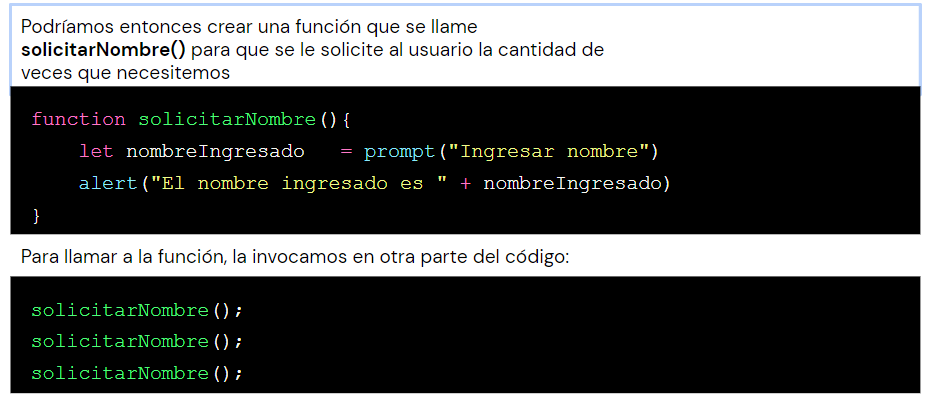 Podríamos entonces crear una función que se llame
solicitarNombre() para que se le solicite al usuario la cantidad de
veces que necesitemos
function solicitarNombre(){
    let nombreIngresado   = prompt("Ingresar nombre")
    alert("El nombre ingresado es " + nombreIngresado)
}
Para llamar a la función, la invocamos en otra parte del código:
solicitarNombre();
solicitarNombre();
solicitarNombre();